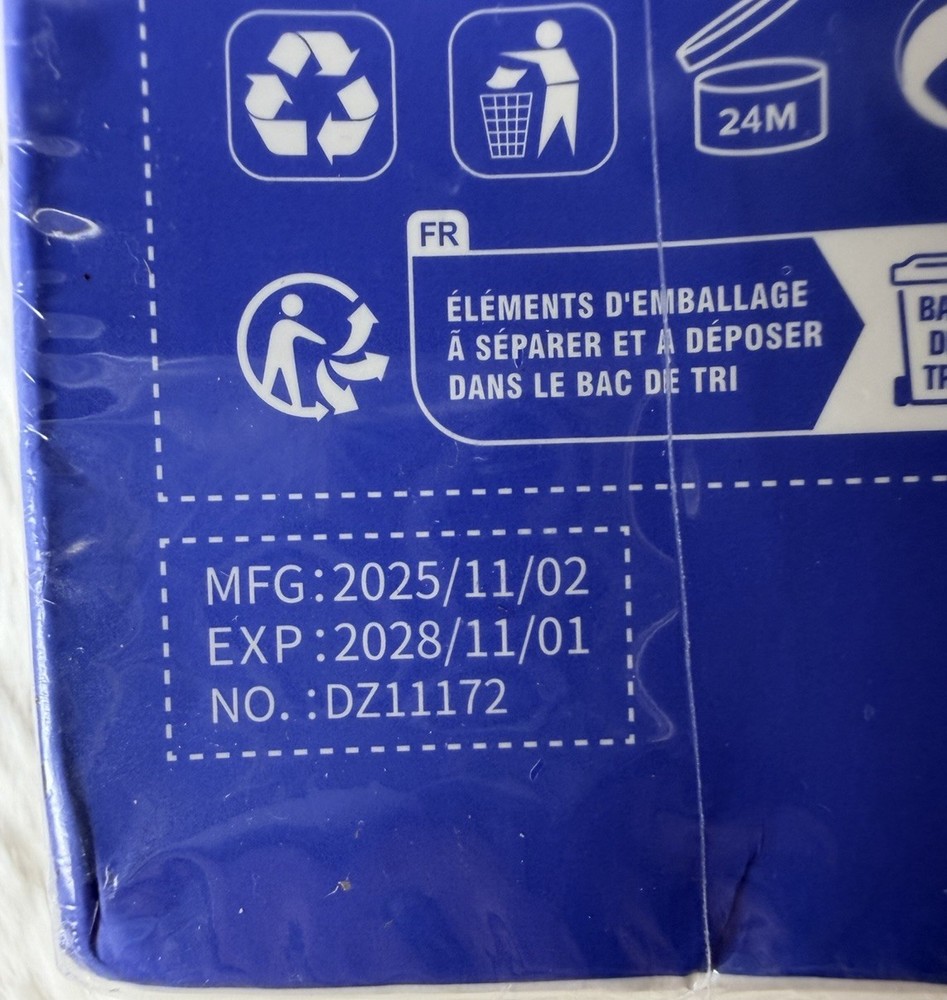 24M
FR
ÉLÉMENTS D'EMBALLAGE
Ã SÉPARER ET À DÉPOSER
DANS LE BAC DE TRI
MFG:2025/11/02
EXP:2028/11/01
NO. :DZ11172